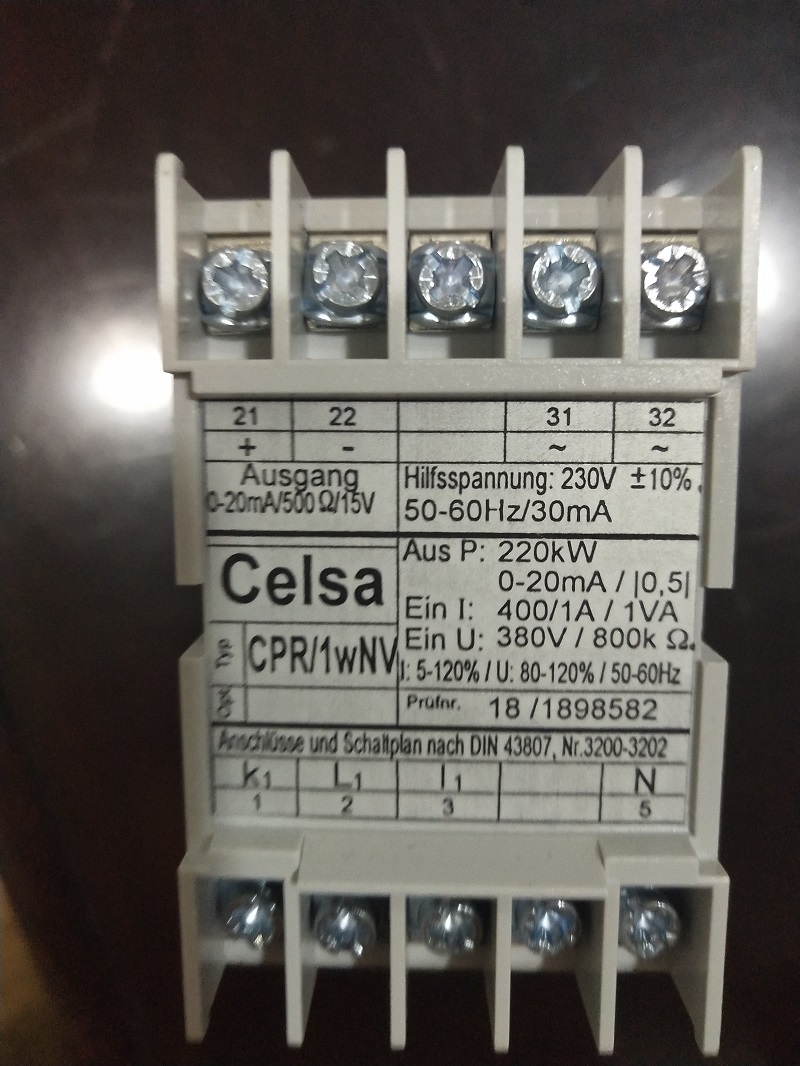 21 22 31 32
+ - ~ ~
Ausgang
0-20mA/500 Ω/15V
Hilfsspannung: 230V ±10%
50-60Hz/30mA
Celsa
Typ CPR/1wNV
Opt.
Aus P: 220kW
0-20mA / |0,5|
Ein I: 400/1A / 1VA
Ein U: 380V / 800k Ω
I: 5-120% / U: 80-120% / 50-60Hz
Prüfnr. 18 /1898582
Anschlüsse und Schaltplan nach DIN 43807, Nr.3200-3202
k1 L1 l1 N
1 2 3 5